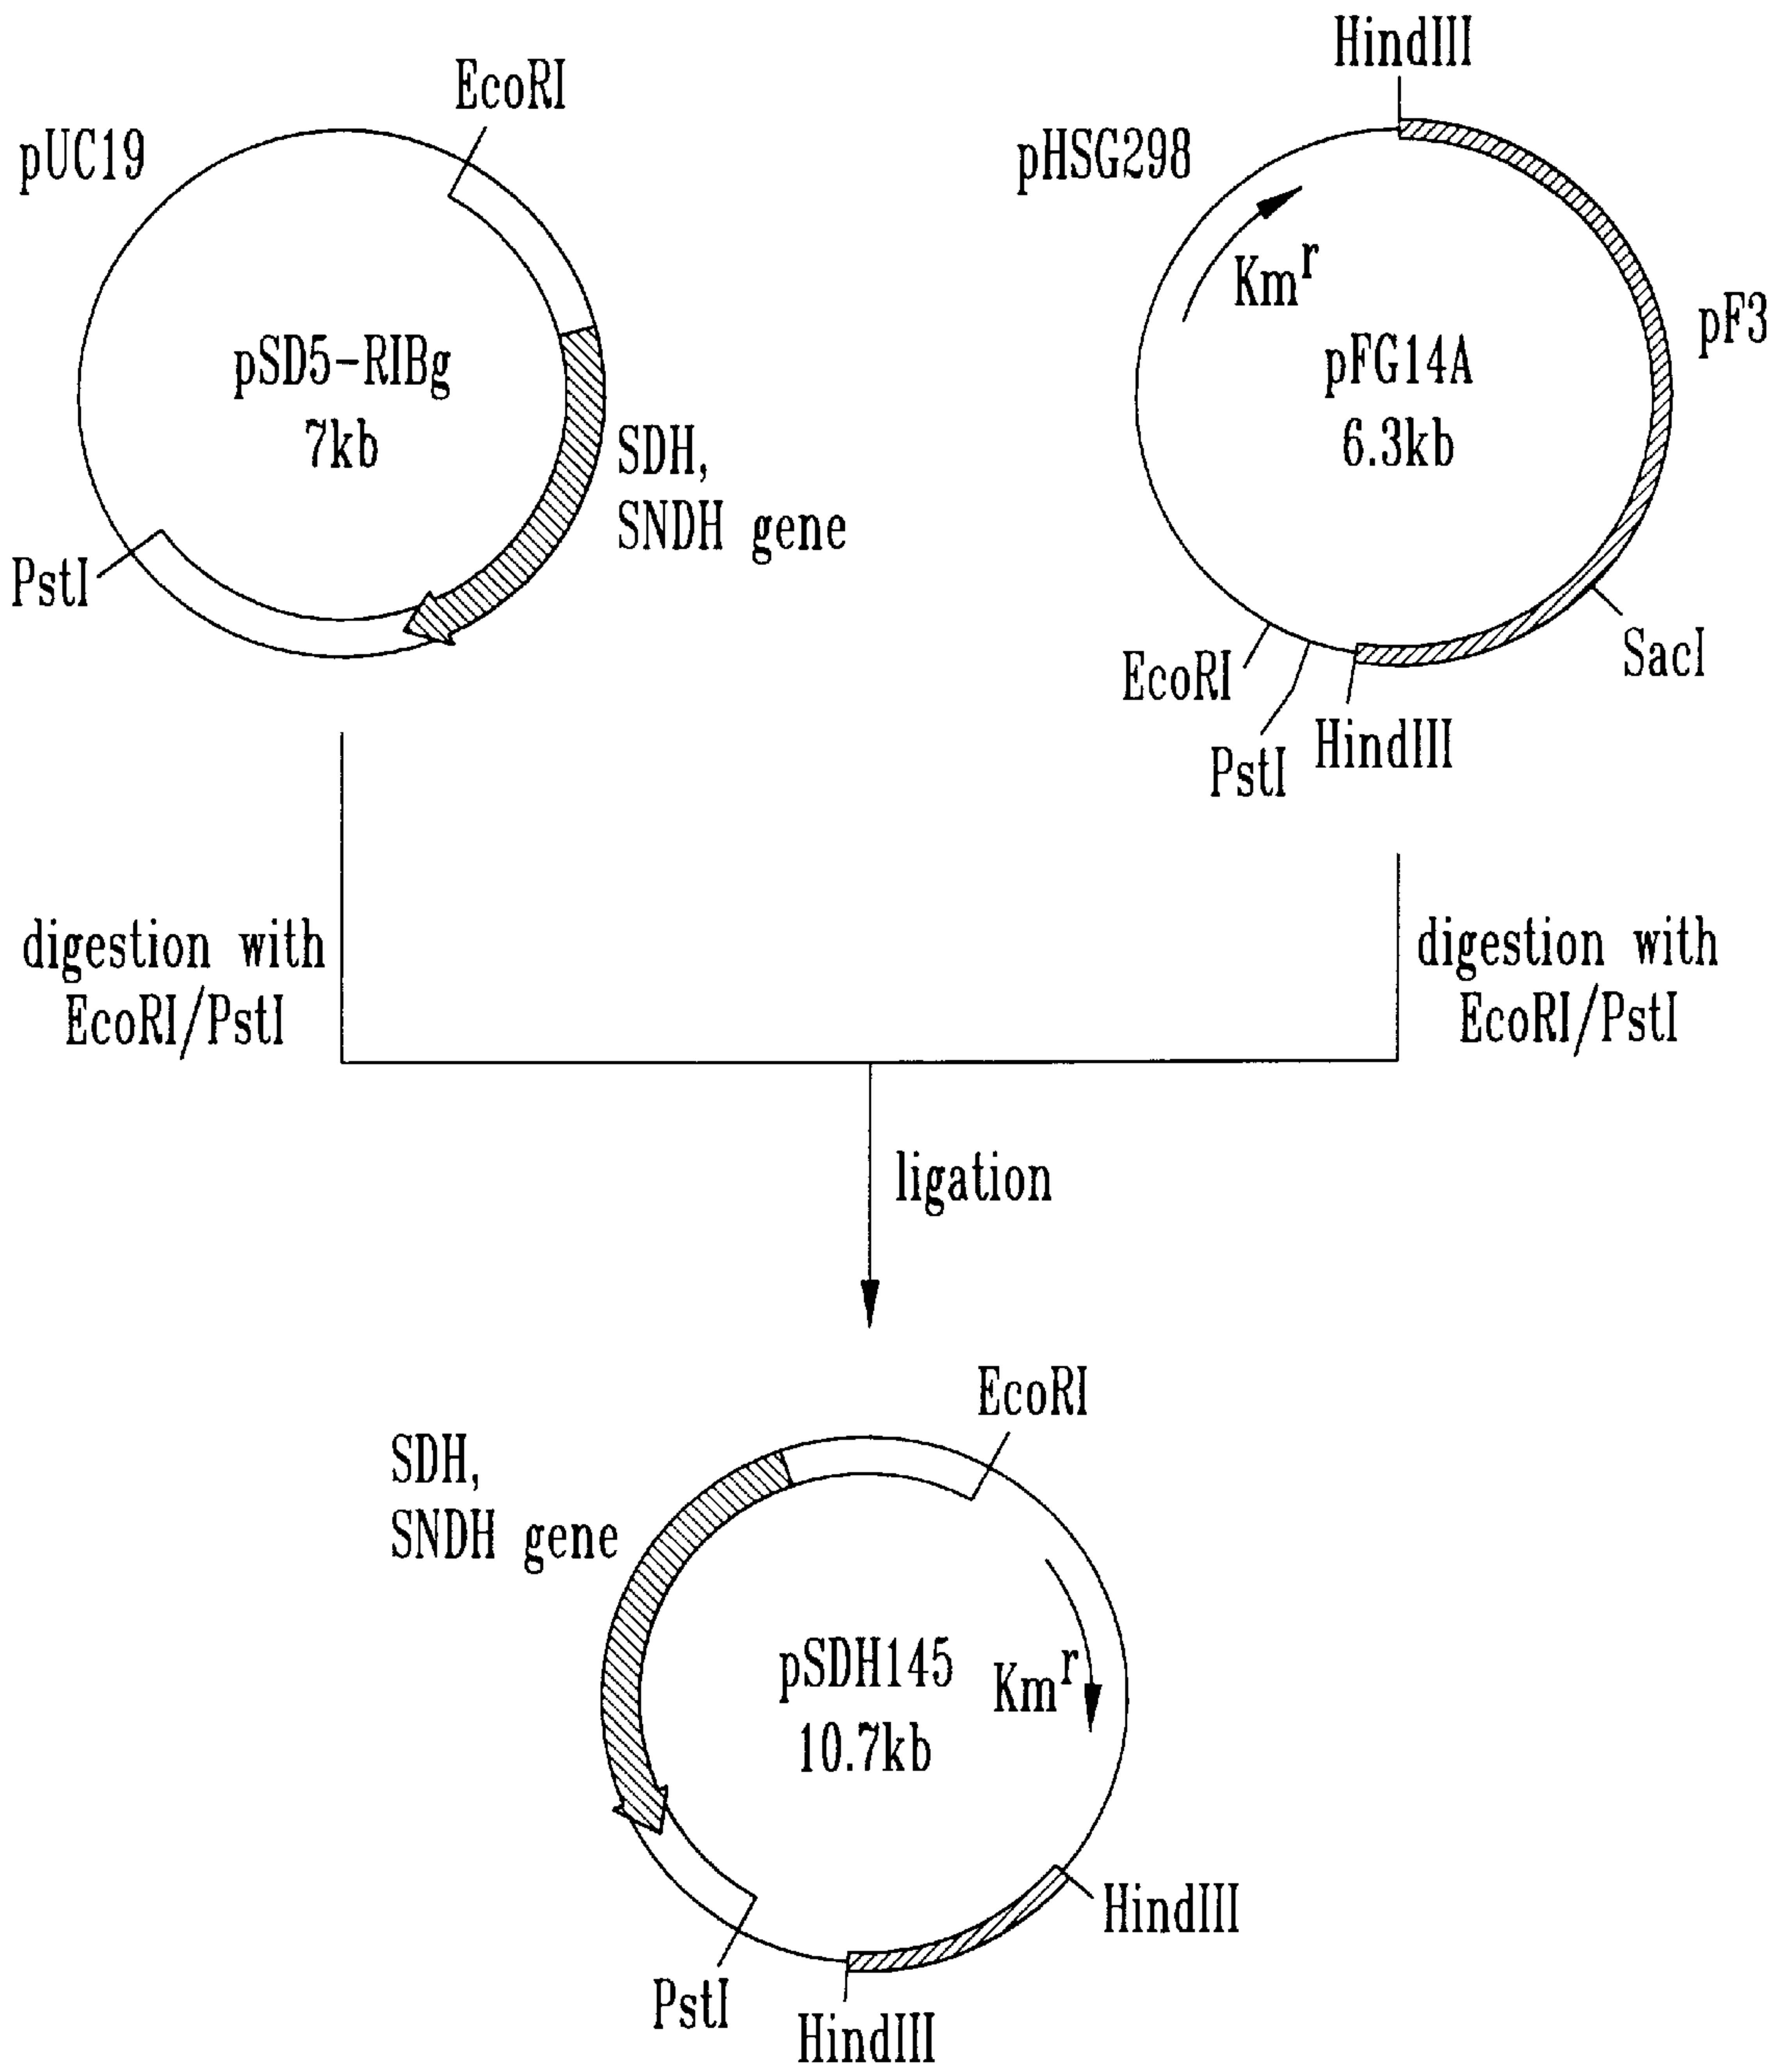 pUC19
EcoRI
pSD5-RIBg
7kb
SDH,
SNDH gene
PstI
HindIII
pHSG298
Kmr
pF3
pFG14A
6.3kb
SacI
EcoRI
PstI
HindIII
digestion with
EcoRI/PstI
digestion with
EcoRI/PstI
ligation
EcoRI
SDH,
SNDH gene
pSDH145
10.7kb
Kmr
HindIII
PstI
HindIII